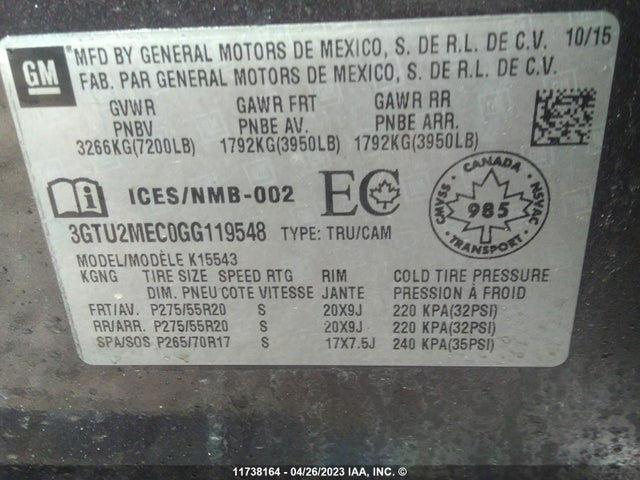 GM
MFD BY GENERAL MOTORS DE MEXICO, S. DE R.L. DE C.V. 10/15
FAB. PAR GENERAL MOTORS DE MEXICO, S. DE R.L. DE C.V.
GVWR GAWR FRT GAWR RR
PNBV PNBE AV. PNBE ARR.
3266KG(7200LB) 1792KG(3950LB) 1792KG(3950LB)
i ICES/NMB-002 EC CANADA CMVSS 985 NSVAC TRANSPORT
3GTU2MEC0GG119548 TYPE: TRU/CAM
MODEL/MODÈLE K15543
KGNG TIRE SIZE SPEED RTG RIM COLD TIRE PRESSURE
DIM. PNEU COTE VITESSE JANTE PRESSION À FROID
FRT/AV. P275/55R20 S 20X9J 220 KPA(32PSI)
RR/ARR. P275/55R20 S 20X9J 220 KPA(32PSI)
SPA/SOS P265/70R17 S 17X7.5J 240 KPA(35PSI)
11738164 - 04/26/2023 IAA, INC. ©